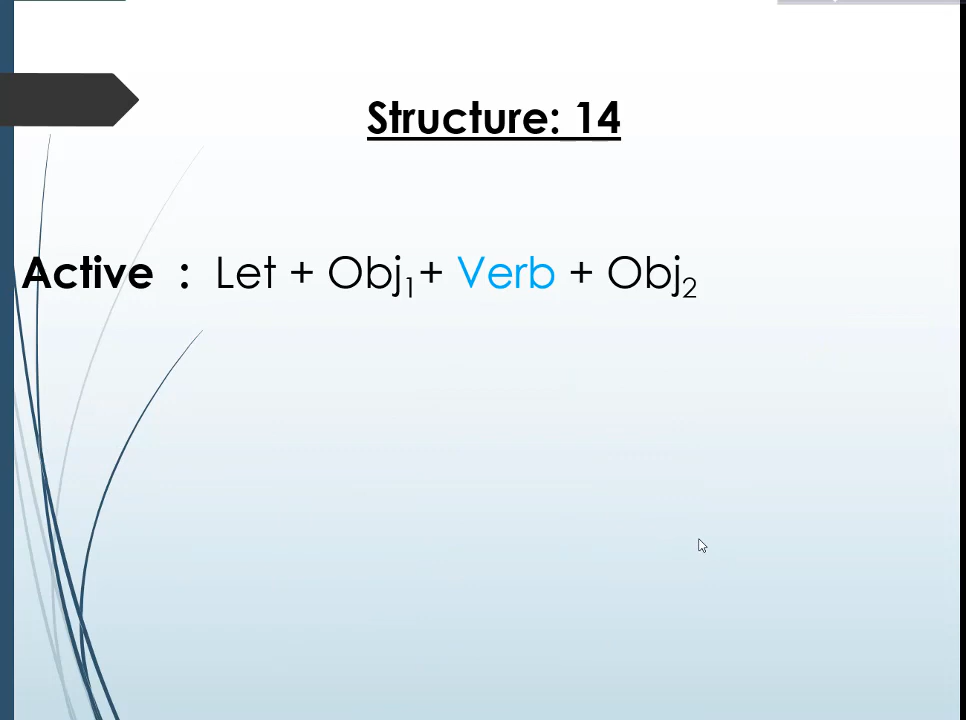 Structure: 14
Active : Let + Obj₁+ Verb + Obj₂